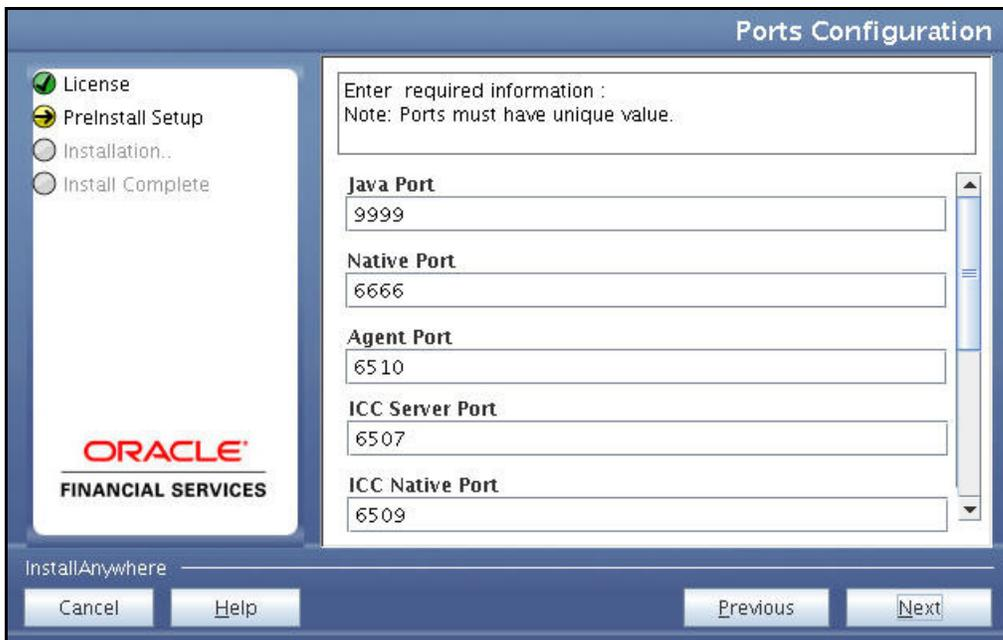 Ports Configuration
License
PreInstall Setup
Installation..
Install Complete
Enter required information :
Note: Ports must have unique value.
Java Port
9999
Native Port
6666
Agent Port
6510
ICC Server Port
6507
ICC Native Port
6509
ORACLE
FINANCIAL SERVICES
InstallAnywhere
Cancel
Help
Previous
Next